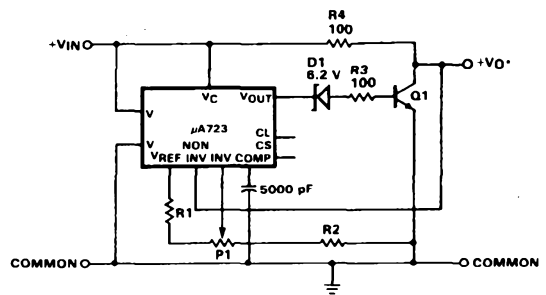 R4
100
+VIN
+VO*
D1
6.2 V
R3
100
Q1
VC VOUT
V
µA723
CL
V
NON
CS
VREF INV INV COMP
5000 pF
R1
P1
R2
COMMON
COMMON